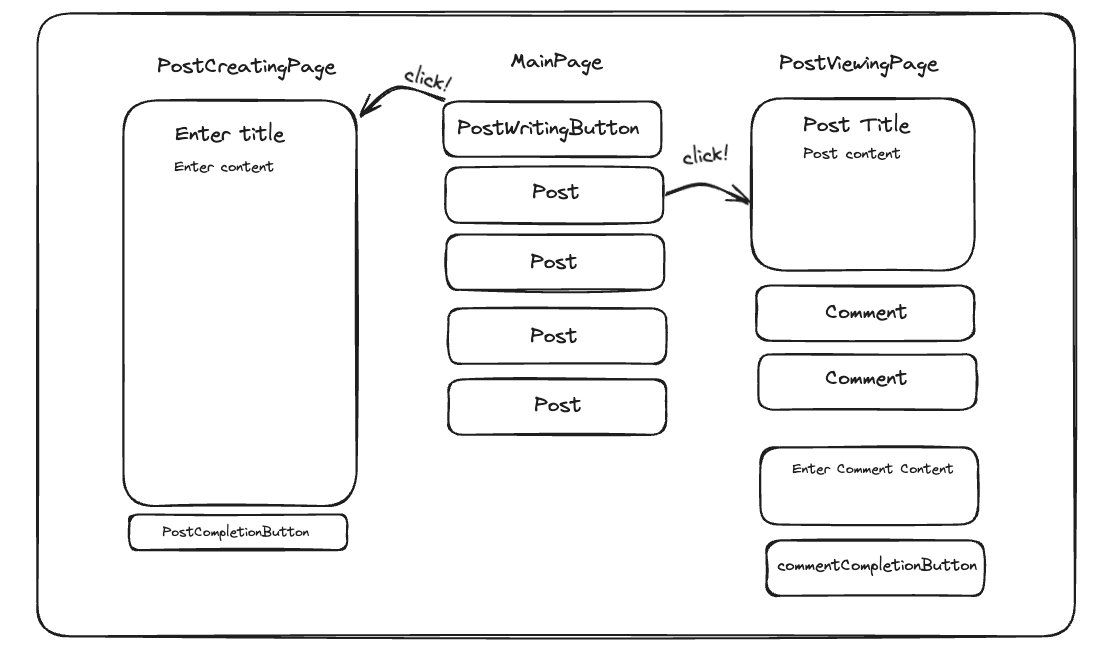 PostCreatingPage
Enter title
Enter content
PostCompletionButton
click!
MainPage
PostWritingButton
Post
Post
Post
Post
click!
PostViewingPage
Post Title
Post content
Comment
Comment
Enter Comment Content
commentCompletionButton